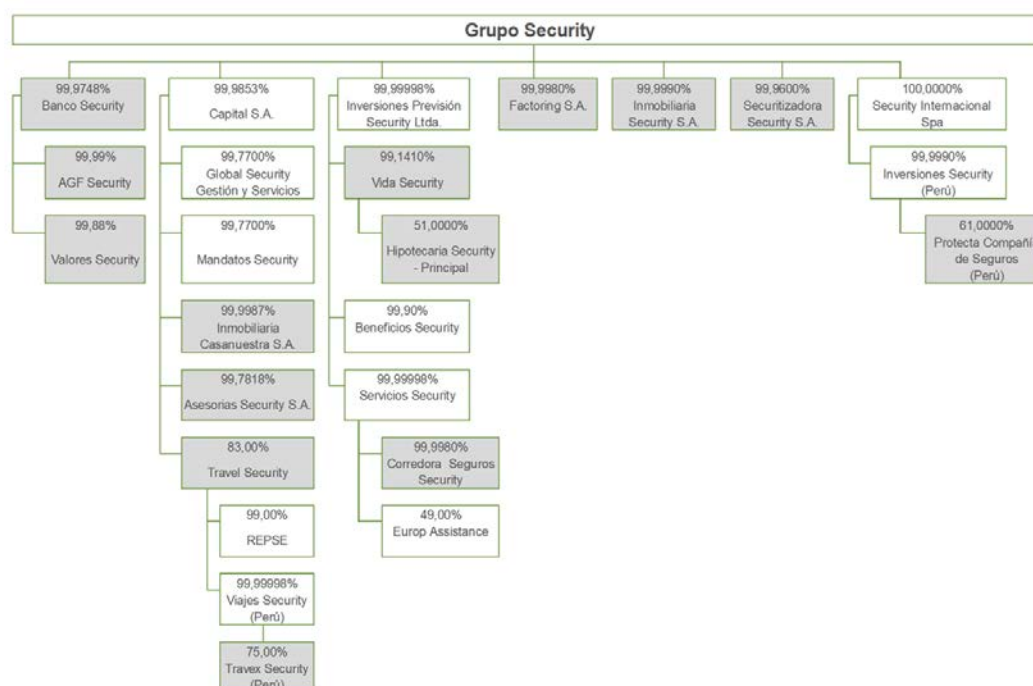 Grupo Security
99,9748%
Banco Security
99,99%
AGF Security
99,88%
Valores Security
99,9853%
Capital S.A.
99,7700%
Global Security
Gestión y Servicios
99,7700%
Mandatos Security
99,9987%
Inmobiliaria
Casanuestra S.A.
99,7818%
Asesorias Security S.A.
83,00%
Travel Security
99,00%
REPSE
99,99998%
Viajes Security
(Perú)
75,00%
Travex Security
(Perú)
99,99998%
Inversiones Previsión
Security Ltda.
99,1410%
Vida Security
51,0000%
Hipotecaria Security
- Principal
99,90%
Beneficios Security
99,99998%
Servicios Security
99,9980%
Corredora Seguros
Security
49,00%
Europ Assistance
99,9980%
Factoring S.A.
99,9990%
Inmobiliaria
Security S.A.
99,9600%
Securitizadora
Security S.A.
100,0000%
Security Internacional
Spa
99,9990%
Inversiones Security
(Perú)
61,0000%
Protecta Compañí
de Seguros
(Perú)